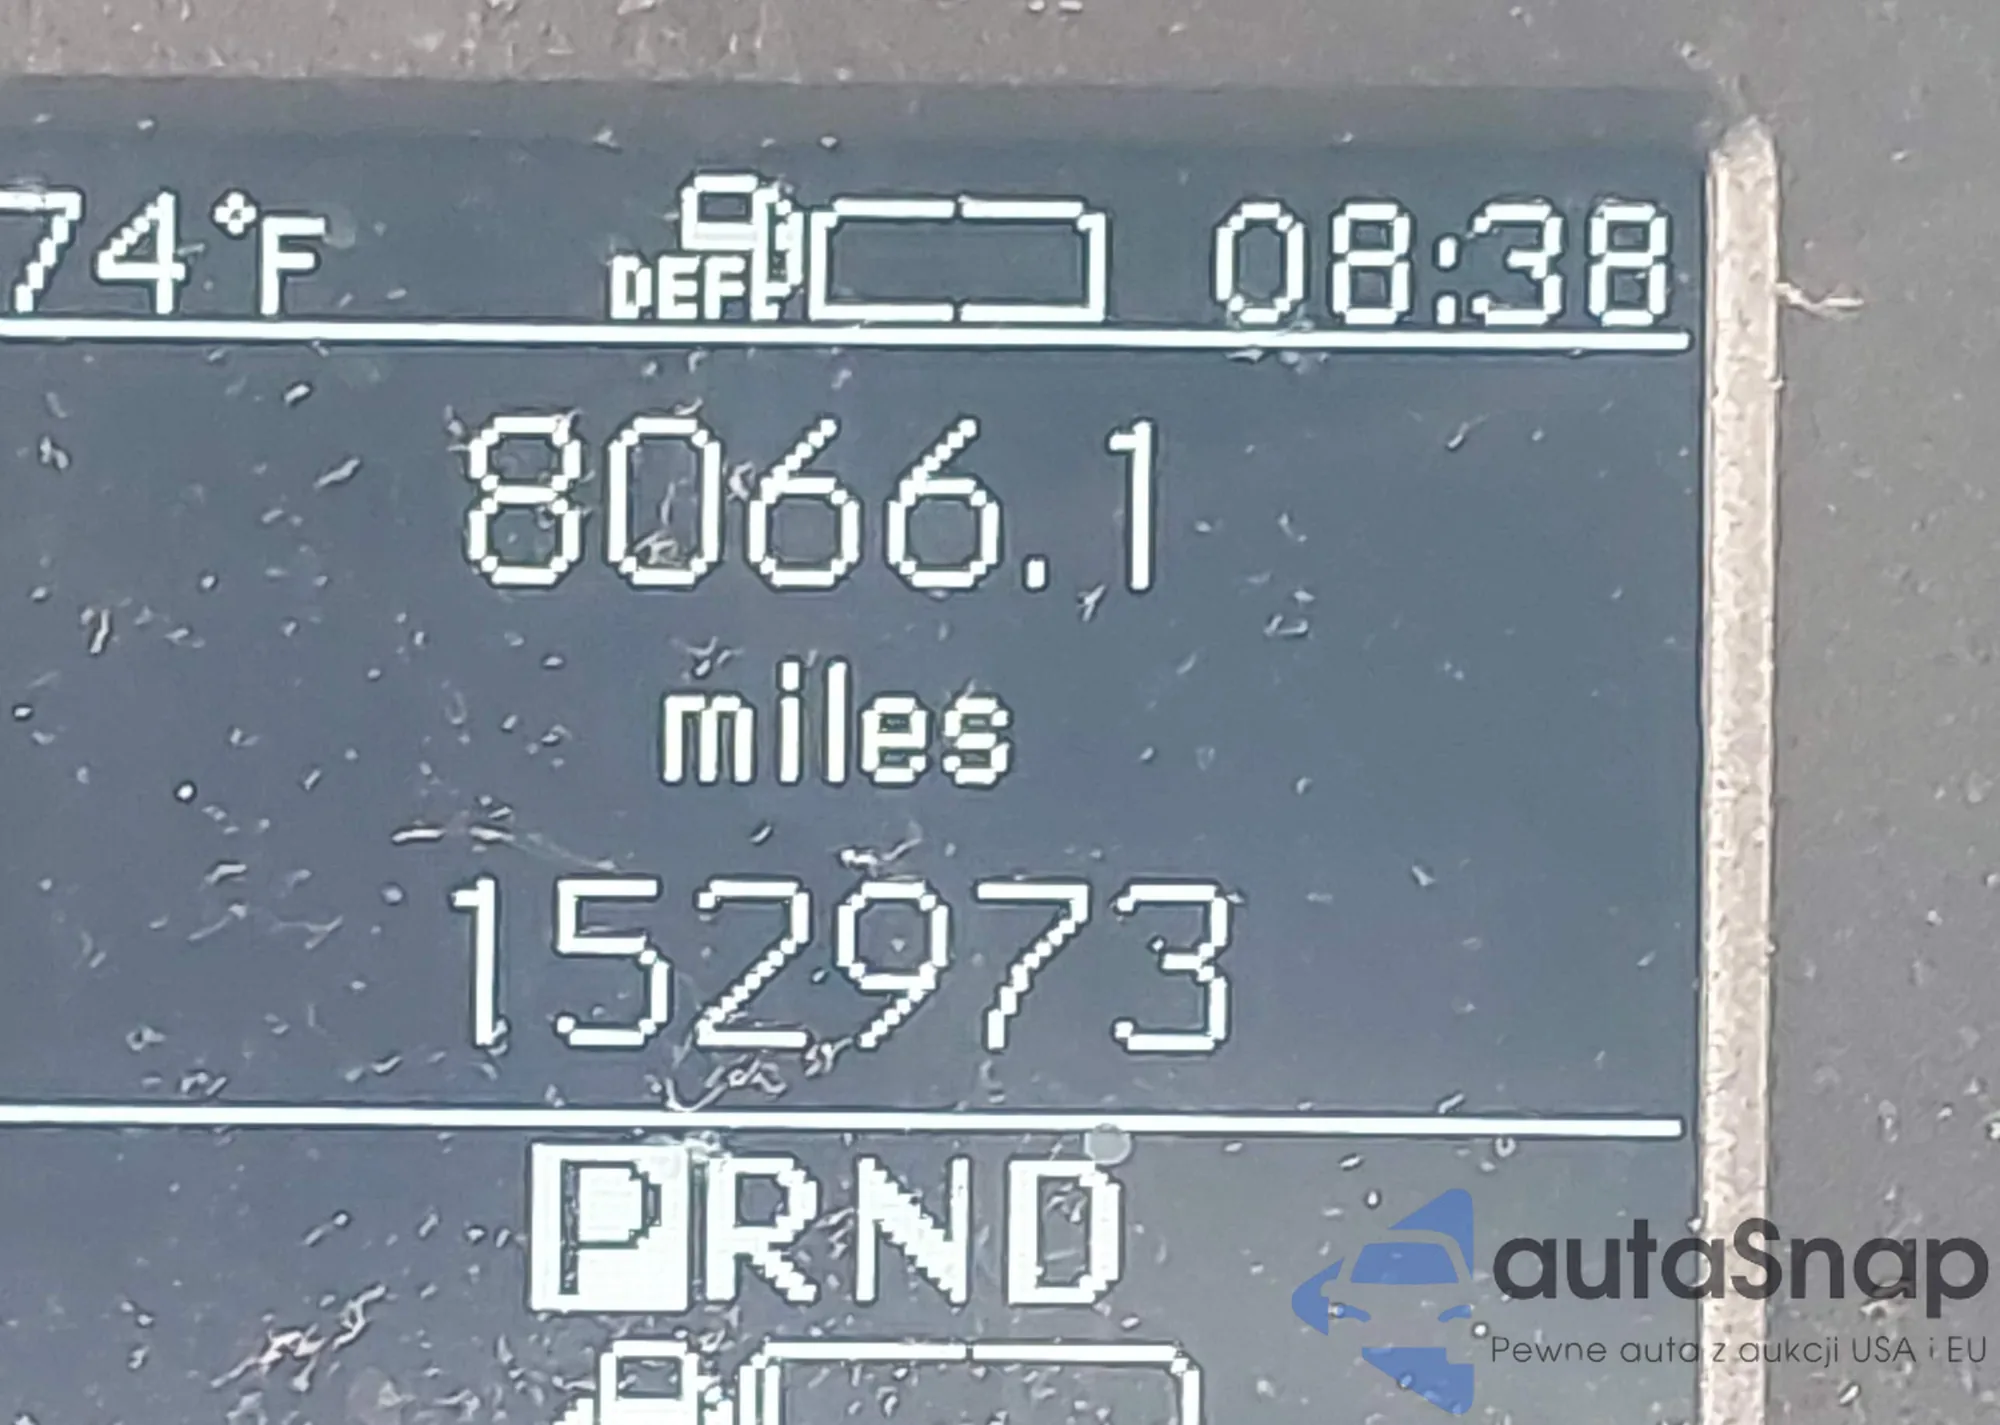 74°F DEF 08:38
8066.1
miles
152973
PRND
autaSnap
Pewne auta z aukcji USA i EU